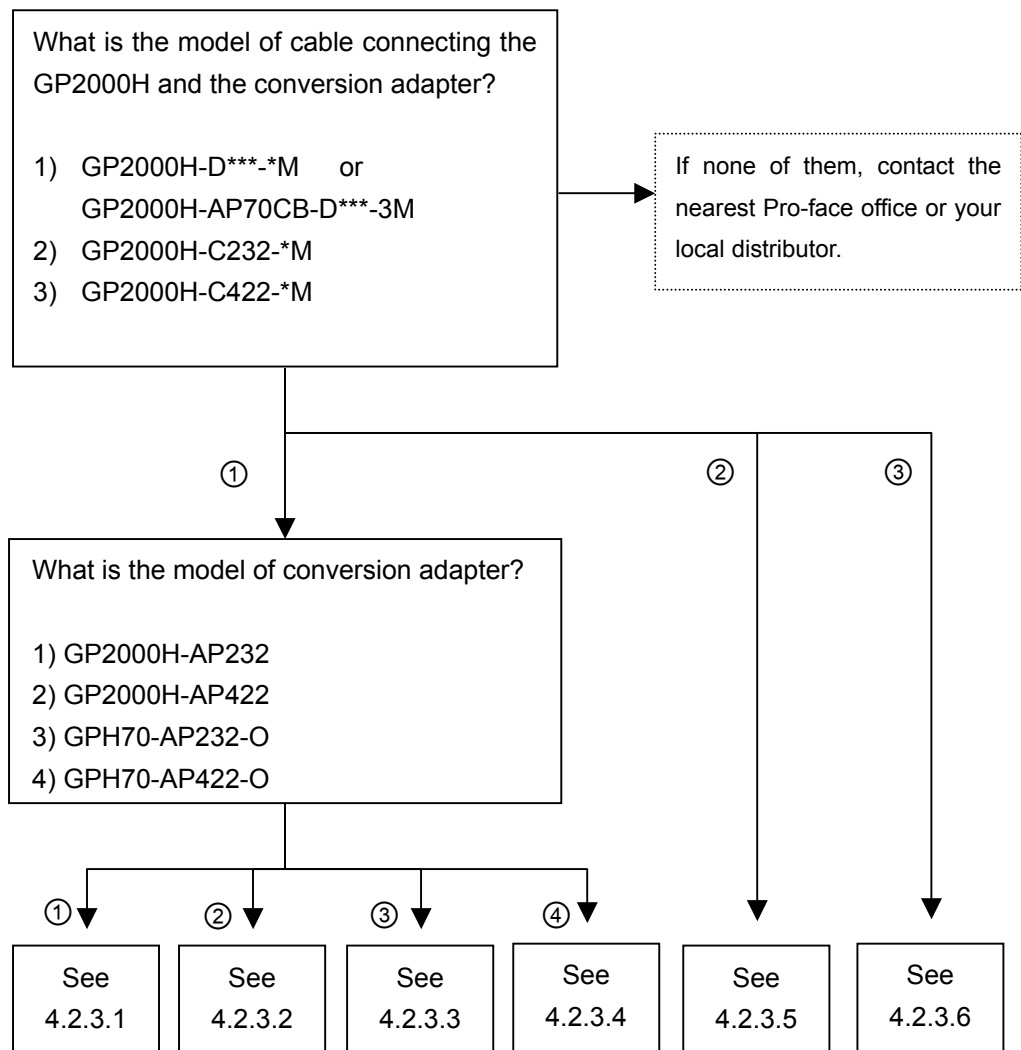 What is the model of cable connecting the
GP2000H and the conversion adapter?
1) GP2000H-D***-*M or
GP2000H-AP70CB-D***-3M
2) GP2000H-C232-*M
3) GP2000H-C422-*M
If none of them, contact the
nearest Pro-face office or your
local distributor.
① ② ③
What is the model of conversion adapter?
1) GP2000H-AP232
2) GP2000H-AP422
3) GPH70-AP232-O
4) GPH70-AP422-O
① ② ③ ④
See
4.2.3.1
See
4.2.3.2
See
4.2.3.3
See
4.2.3.4
See
4.2.3.5
See
4.2.3.6